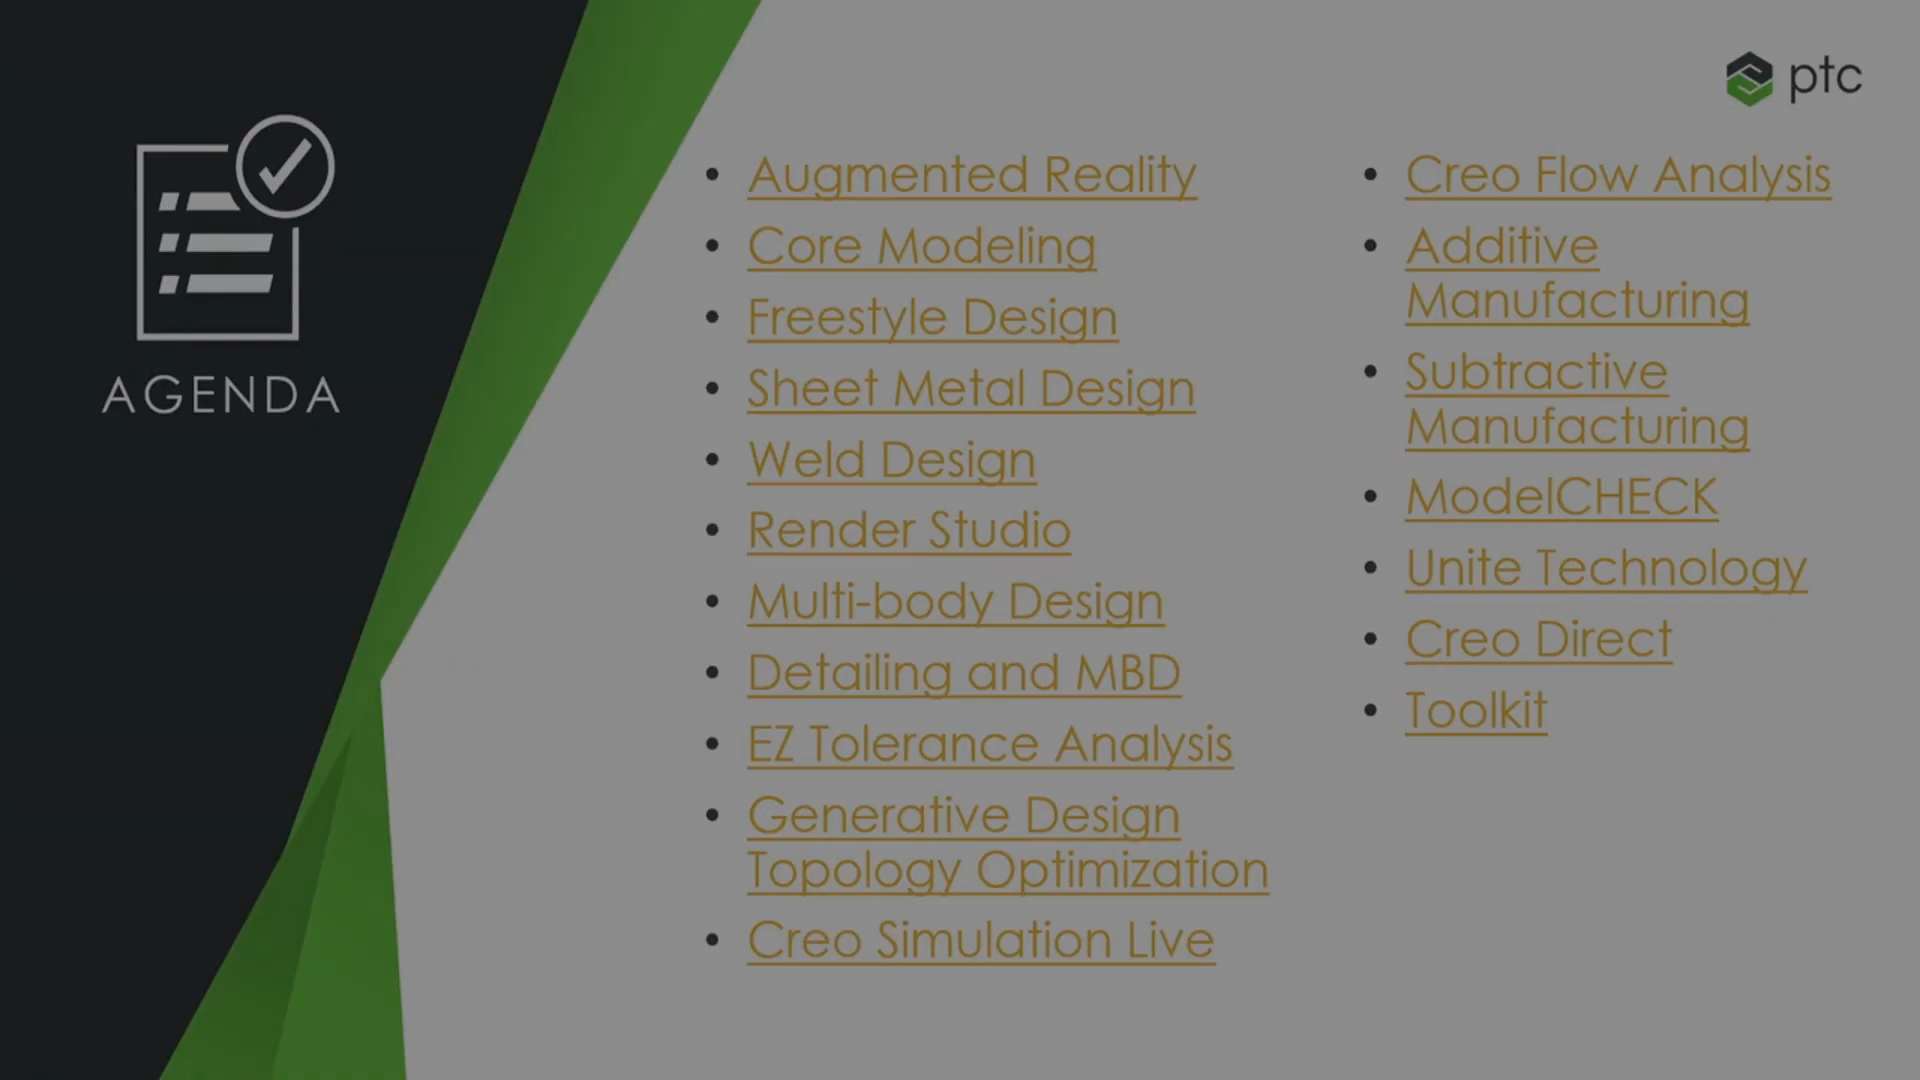 ptc
AGENDA
• Augmented Reality
• Core Modeling
• Freestyle Design
• Sheet Metal Design
• Weld Design
• Render Studio
• Multi-body Design
• Detailing and MBD
• EZ Tolerance Analysis
• Generative Design
Topology Optimization
• Creo Simulation Live
• Creo Flow Analysis
• Additive
Manufacturing
• Subtractive
Manufacturing
• ModelCHECK
• Unite Technology
• Creo Direct
• Toolkit